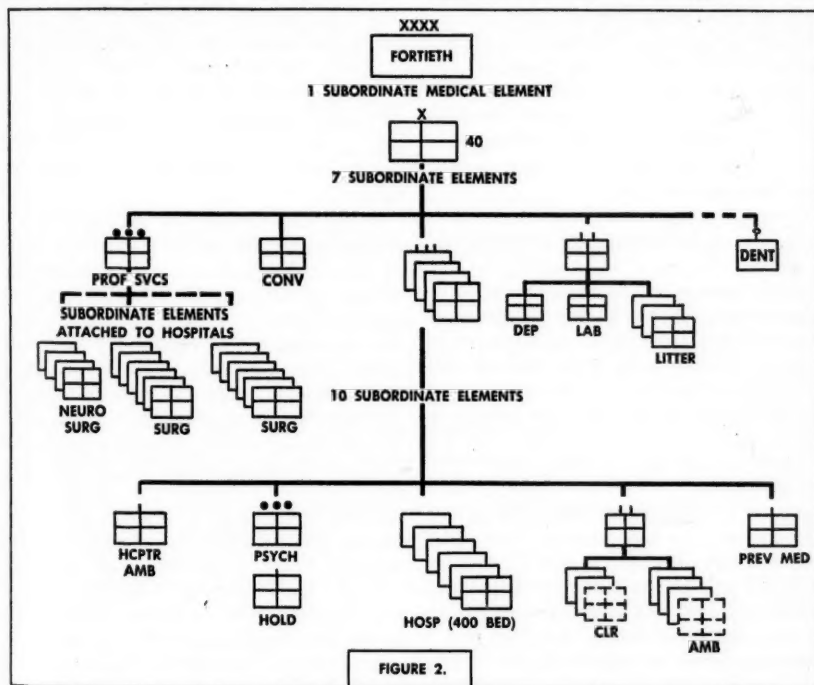 XXXX
FORTIETH
1 SUBORDINATE MEDICAL ELEMENT
X
40
7 SUBORDINATE ELEMENTS
PROF SVCS
CONV
DENT
SUBORDINATE ELEMENTS
ATTACHED TO HOSPITALS
DEP
LAB
LITTER
NEURO
SURG
SURG
SURG
10 SUBORDINATE ELEMENTS
HCPTR
AMB
PSYCH
HOLD
HOSP (400 BED)
CLR
AMB
PREV MED
FIGURE 2.